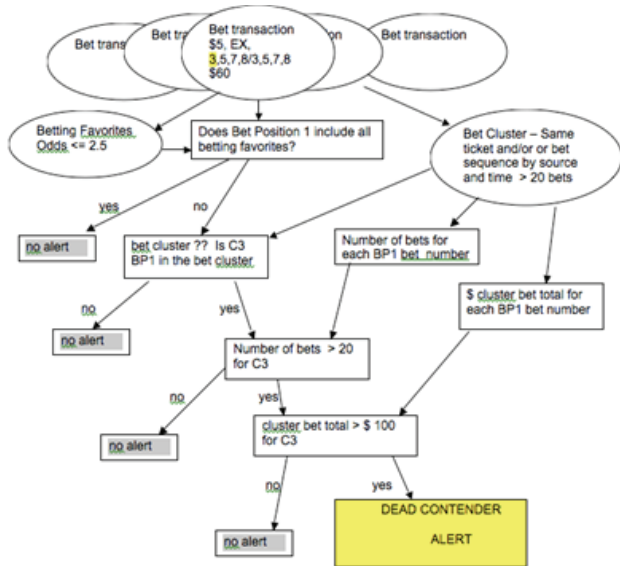 Bet trans
Bet tra
Bet transaction
$5, EX,
3,5,7,8/3,5,7,8
$60
tion
Bet transaction
Betting Favorites
Odds <= 2.5
Does Bet Position 1 include all
betting favorites?
Bet Cluster – Same
ticket and/or or bet
sequence by source
and time > 20 bets
yes
no
no alert
bet cluster ?? Is C3
BP1 in the bet cluster
Number of bets for
each BP1 bet number
$ cluster bet total for
each BP1 bet number
no
yes
no alert
Number of bets > 20
for C3
no
yes
no alert
cluster bet total > $ 100
for C3
no
yes
no alert
DEAD CONTENDER
ALERT